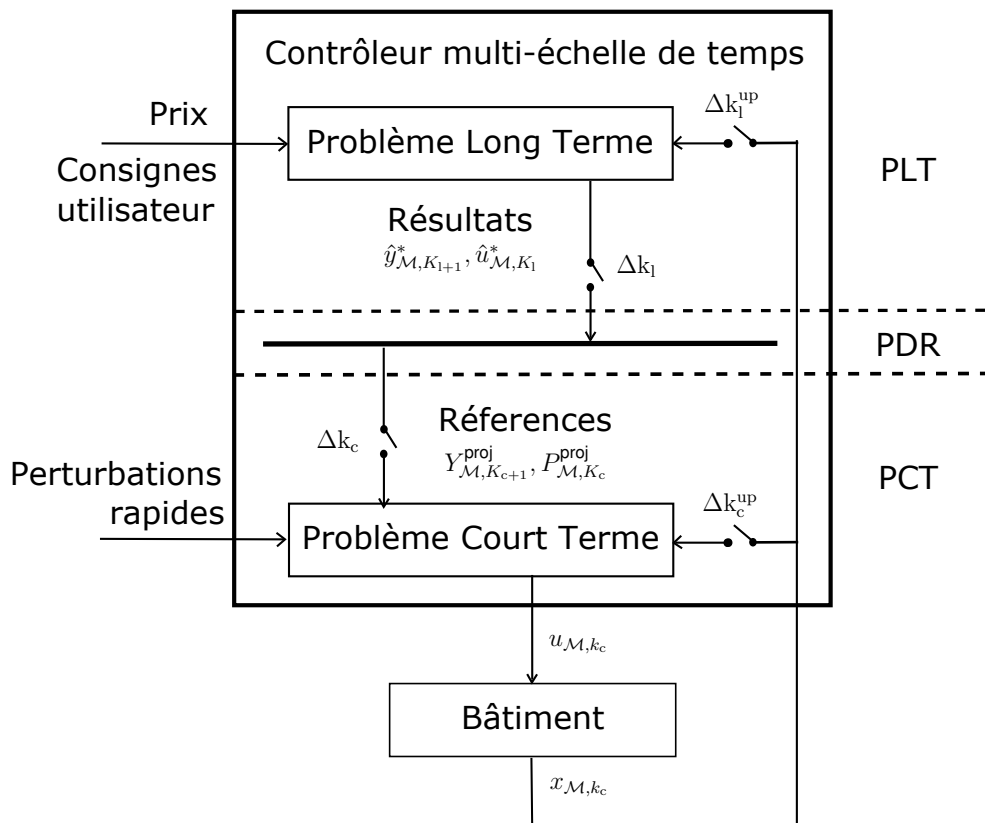 Contrôleur multi-échelle de temps
Prix
Δk_l^up
Problème Long Terme
Consignes
utilisateur
PLT
Résultats
ŷ*_{ℳ,K_{l+1}}, û*_{ℳ,K_l}
Δk_l
PDR
Δk_c
Réferences
Y^proj_{ℳ,K_{c+1}}, P^proj_{ℳ,K_c}
Perturbations
rapides
PCT
Δk_c^up
Problème Court Terme
u_{ℳ,k_c}
Bâtiment
x_{ℳ,k_c}